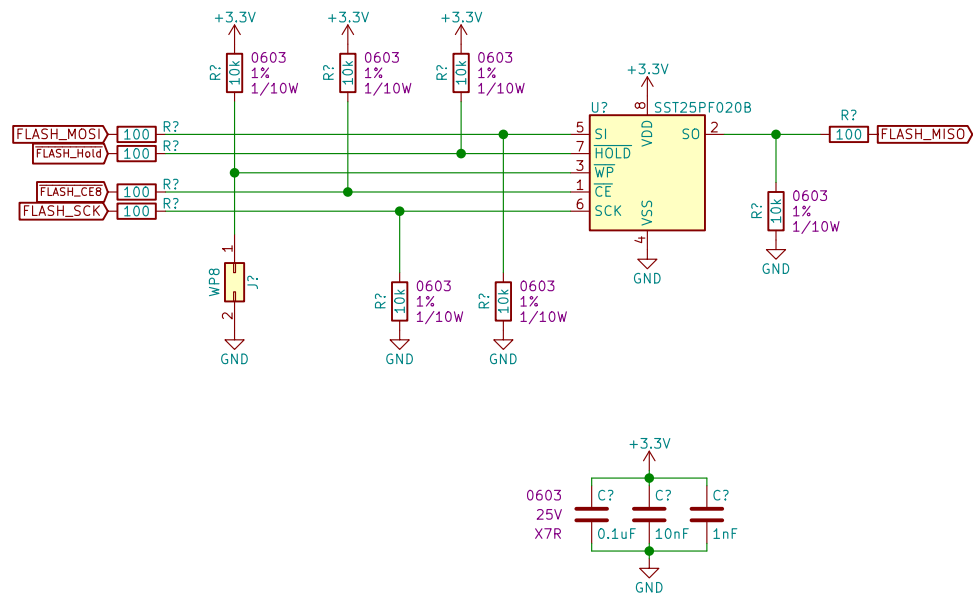 +3.3V
+3.3V
+3.3V
R?
10k
0603
1%
1/10W
R?
10k
0603
1%
1/10W
R?
10k
0603
1%
1/10W
+3.3V
U?
8
SST25PF020B
VDD
VSS
4
GND
FLASH_MOSI
100
R?
5
SI
FLASH_Hold
100
R?
7
HOLD
3
WP
FLASH_CE8
100
R?
1
CE
FLASH_SCK
100
R?
6
SCK
SO
2
R?
100
FLASH_MISO
R?
10k
0603
1%
1/10W
GND
1
WP8
J?
2
GND
R?
10k
0603
1%
1/10W
GND
R?
10k
0603
1%
1/10W
GND
+3.3V
0603
25V
X7R
C?
0.1uF
C?
10nF
C?
1nF
GND